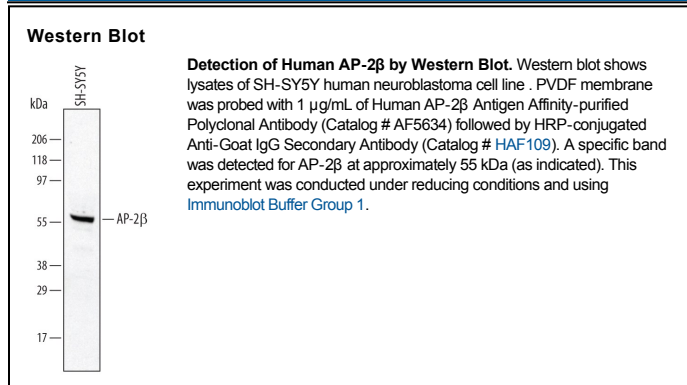 Western Blot
SH-SY5Y
kDa
206
118
97
55
38
29
17
AP-2β
Detection of Human AP-2β by Western Blot. Western blot shows
lysates of SH-SY5Y human neuroblastoma cell line . PVDF membrane
was probed with 1 µg/mL of Human AP-2β Antigen Affinity-purified
Polyclonal Antibody (Catalog # AF5634) followed by HRP-conjugated
Anti-Goat IgG Secondary Antibody (Catalog # HAF109). A specific band
was detected for AP-2β at approximately 55 kDa (as indicated). This
experiment was conducted under reducing conditions and using
Immunoblot Buffer Group 1.